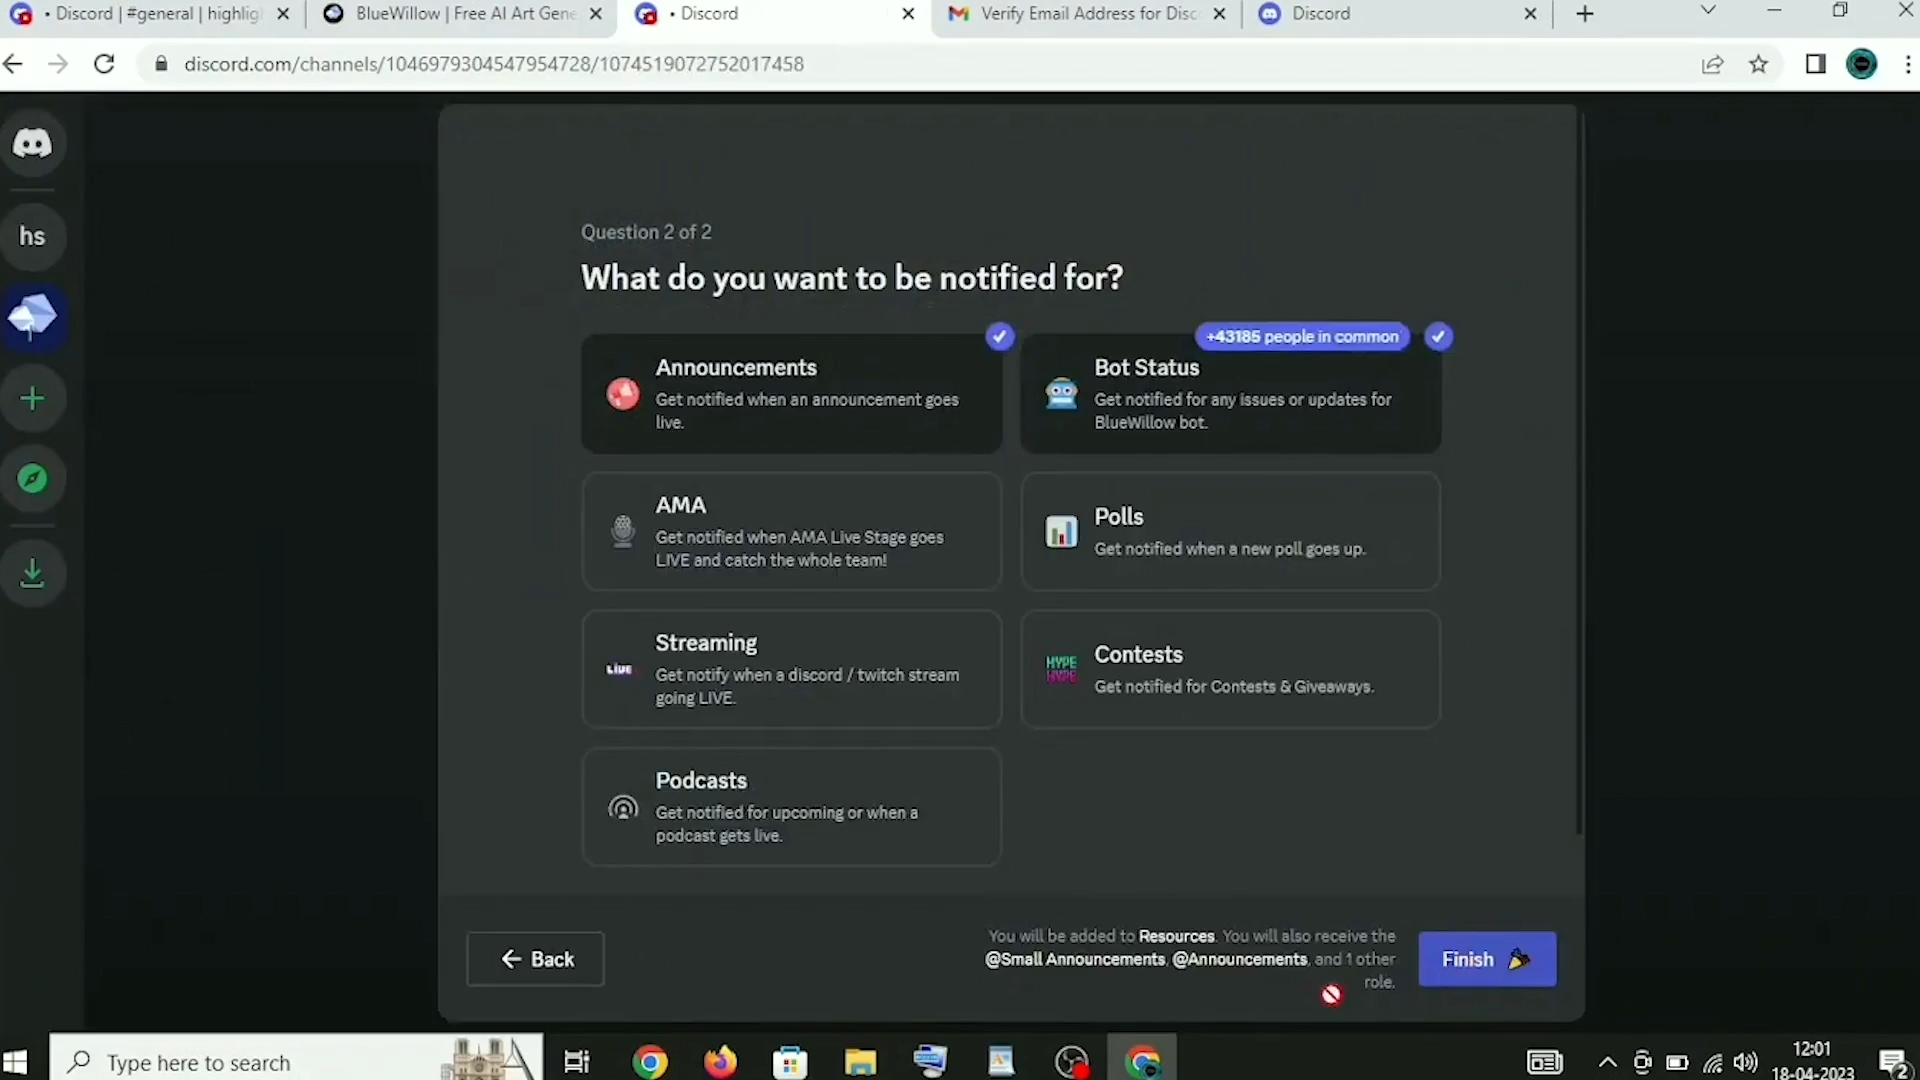 • Discord | #general | highlig
BlueWillow | Free AI Art Gene
• Discord
Verify Email Address for Disc
Discord
discord.com/channels/1046979304547954728/1074519072752017458
hs
Question 2 of 2
What do you want to be notified for?
+43185 people in common
Announcements
Get notified when an announcement goes
live.
Bot Status
Get notified for any issues or updates for
BlueWillow bot.
AMA
Get notified when AMA Live Stage goes
LIVE and catch the whole team!
Polls
Get notified when a new poll goes up.
LIVE
Streaming
Get notify when a discord / twitch stream
going LIVE.
HYPE
HYPE
Contests
Get notified for Contests & Giveaways.
Podcasts
Get notified for upcoming or when a
podcast gets live.
← Back
You will be added to Resources. You will also receive the
@Small Announcements, @Announcements, and 1 other
role.
Finish
Type here to search
12:01
18-04-2023
2